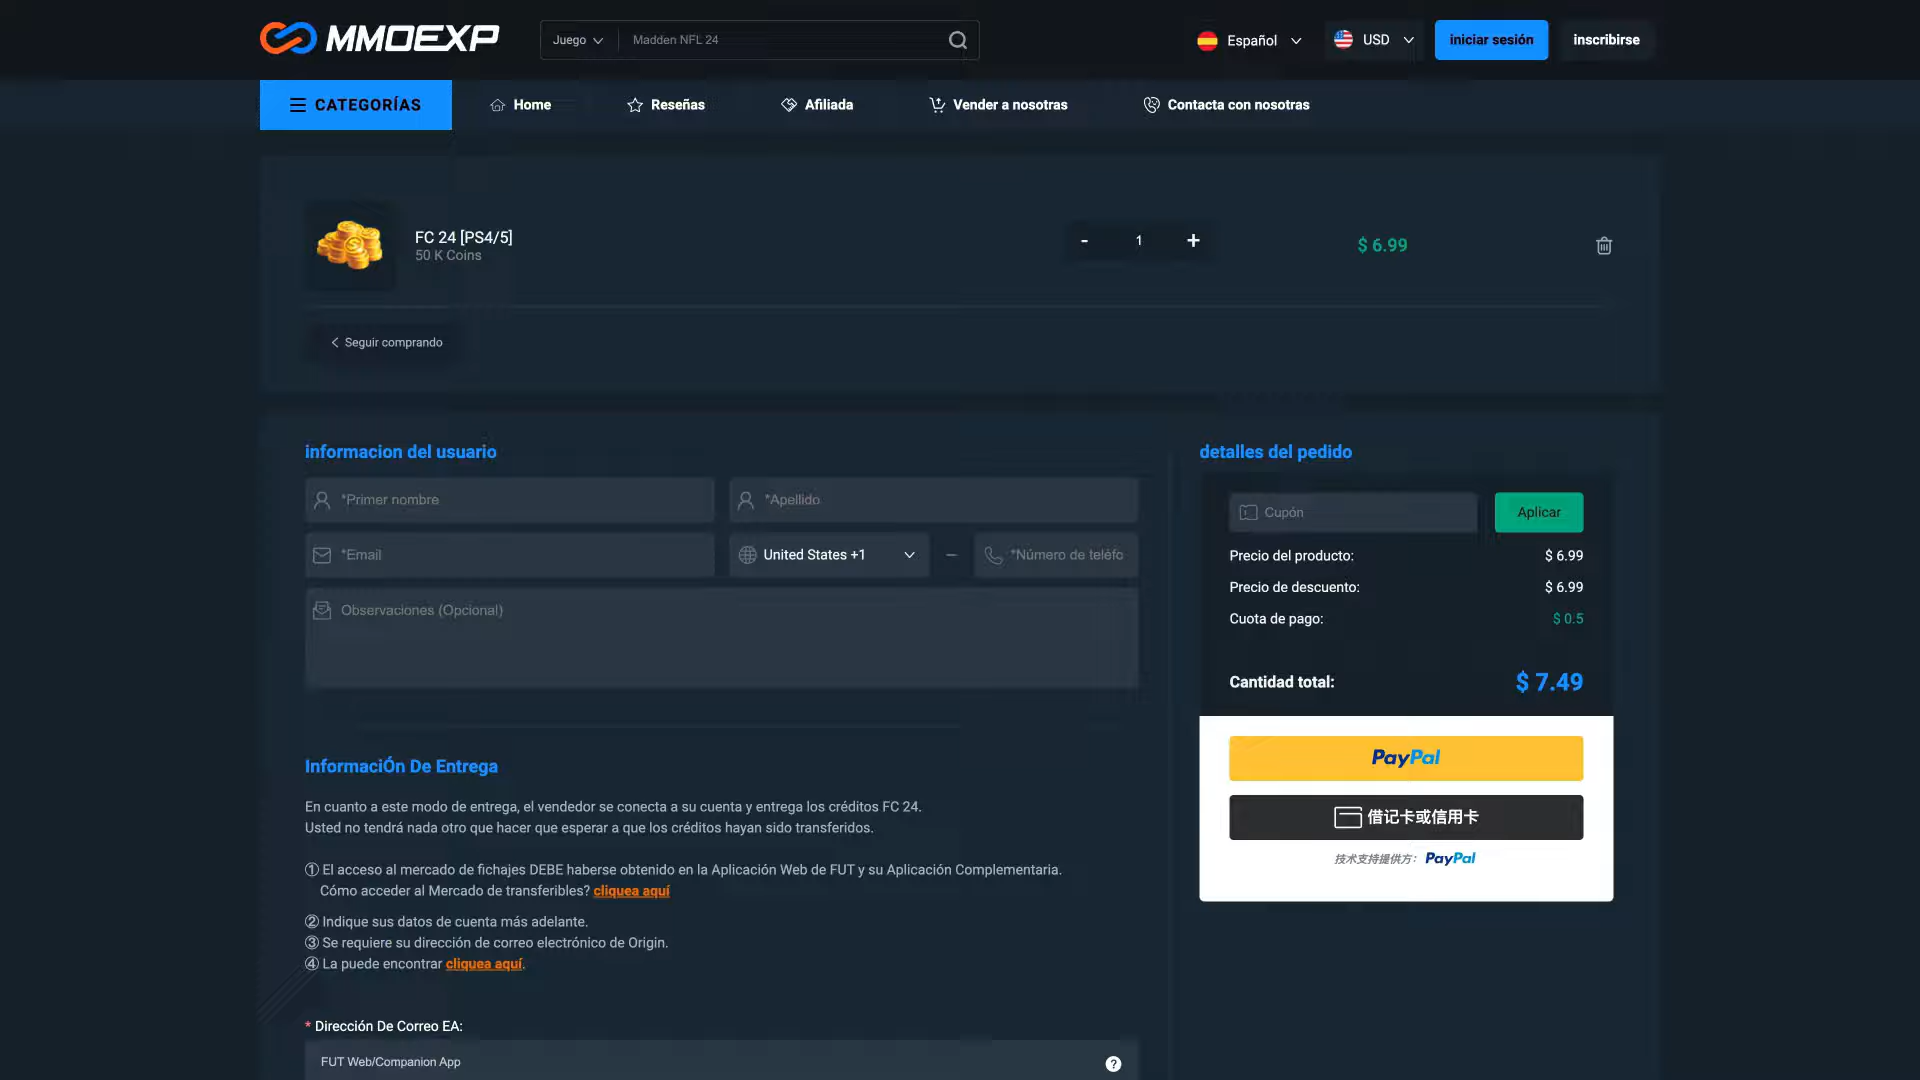 MMOEXP
Juego
Madden NFL 24
Español
USD
iniciar sesión
inscribirse
CATEGORÍAS
Home
Reseñas
Afiliada
Vender a nosotras
Contacta con nosotras
FC 24 [PS4/5]
50 K Coins
- 1 +
$ 6.99
Seguir comprando
informacion del usuario
*Primer nombre
*Apellido
*Email
United States +1
*Número de teléfo
Observaciones (Opcional)
detalles del pedido
Cupón
Aplicar
Precio del producto: $ 6.99
Precio de descuento: $ 6.99
Cuota de pago: $ 0.5
Cantidad total: $ 7.49
PayPal
借记卡或信用卡
技术支持提供方: PayPal
InformaciÓn De Entrega
En cuanto a este modo de entrega, el vendedor se conecta a su cuenta y entrega los créditos FC 24.
Usted no tendrá nada otro que hacer que esperar a que los créditos hayan sido transferidos.
① El acceso al mercado de fichajes DEBE haberse obtenido en la Aplicación Web de FUT y su Aplicación Complementaria.
Cómo acceder al Mercado de transferibles? cliquea aquí
② Indique sus datos de cuenta más adelante.
③ Se requiere su dirección de correo electrónico de Origin.
④ La puede encontrar cliquea aquí.
* Dirección De Correo EA:
FUT Web/Companion App
?